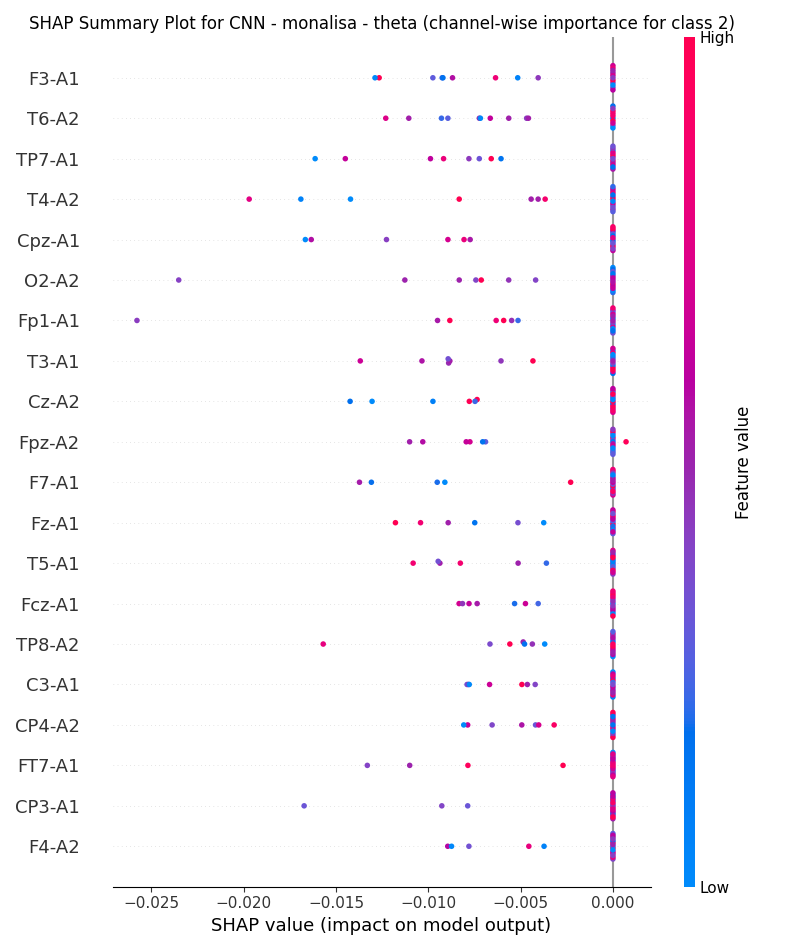 SHAP Summary Plot for CNN - monalisa - theta (channel-wise importance for class 2)
High
F3-A1
T6-A2
TP7-A1
T4-A2
Cpz-A1
O2-A2
Fp1-A1
T3-A1
Cz-A2
Fpz-A2
F7-A1
Fz-A1
T5-A1
Fcz-A1
TP8-A2
C3-A1
CP4-A2
FT7-A1
CP3-A1
F4-A2
Feature value
Low
−0.025 −0.020 −0.015 −0.010 −0.005 0.000
SHAP value (impact on model output)